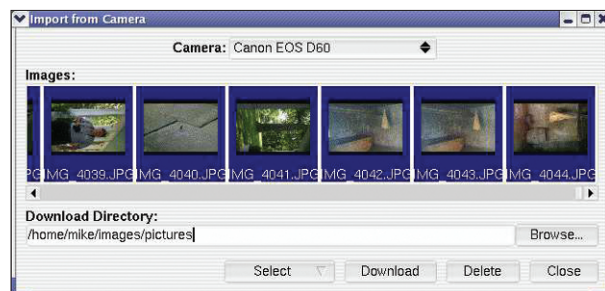 Import from Camera
Camera: Canon EOS D60
Images:
PG IMG_4039.JPG IMG_4040.JPG IMG_4041.JPG IMG_4042.JPG IMG_4043.JPG IMG_4044.JPG
Download Directory:
/home/mike/images/pictures
Browse...
Select Download Delete Close